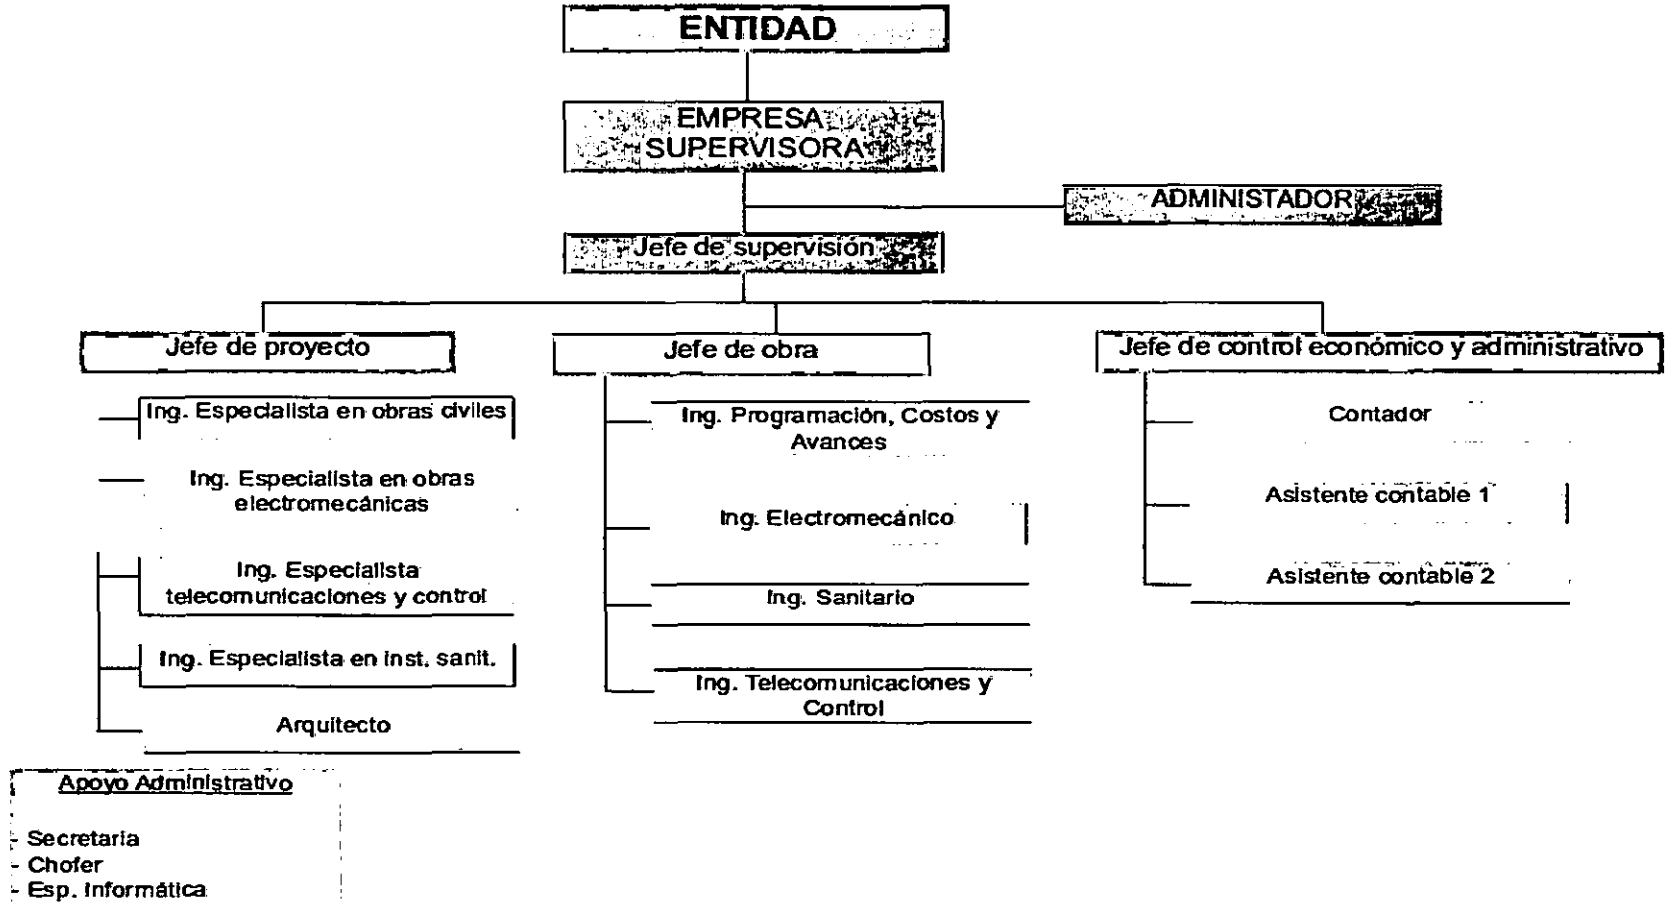 ENTIDAD
EMPRESA
SUPERVISORA
ADMINISTADOR
Jefe de supervisión
Jefe de proyecto
Jefe de obra
Jefe de control económico y administrativo
Ing. Especialista en obras civiles
Ing. Especialista en obras
electromecánicas
Ing. Especialista
telecomunicaciones y control
Ing. Especialista en inst. sanit.
Arquitecto
Ing. Programación, Costos y
Avances
Ing. Electromecánico
Ing. Sanitario
Ing. Telecomunicaciones y
Control
Contador
Asistente contable 1
Asistente contable 2
Apoyo Administrativo
- Secretaria
- Chofer
- Esp. Informática